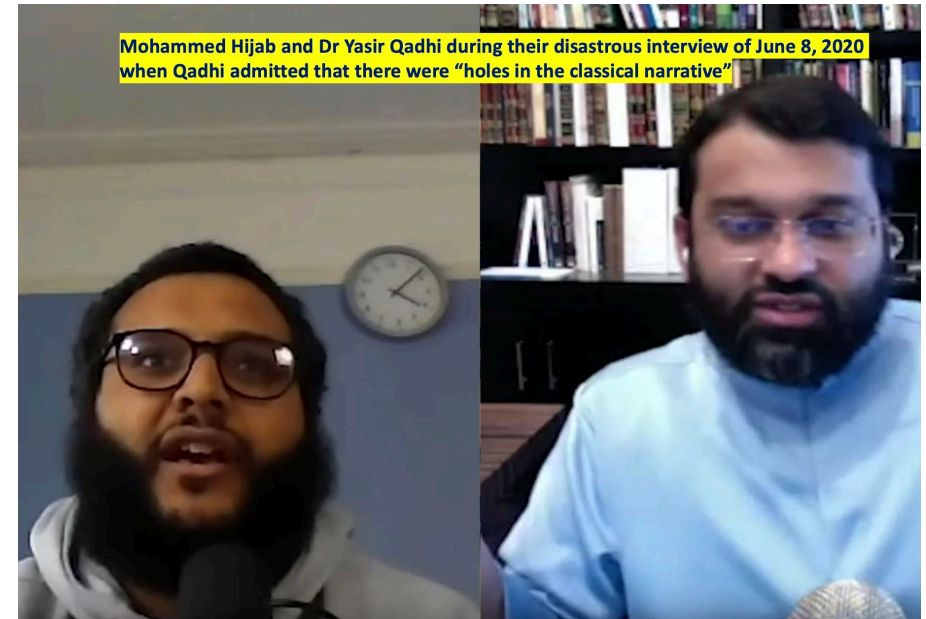 Mohammed Hijab and Dr Yasir Qadhi during their disastrous interview of June 8, 2020
when Qadhi admitted that there were “holes in the classical narrative”